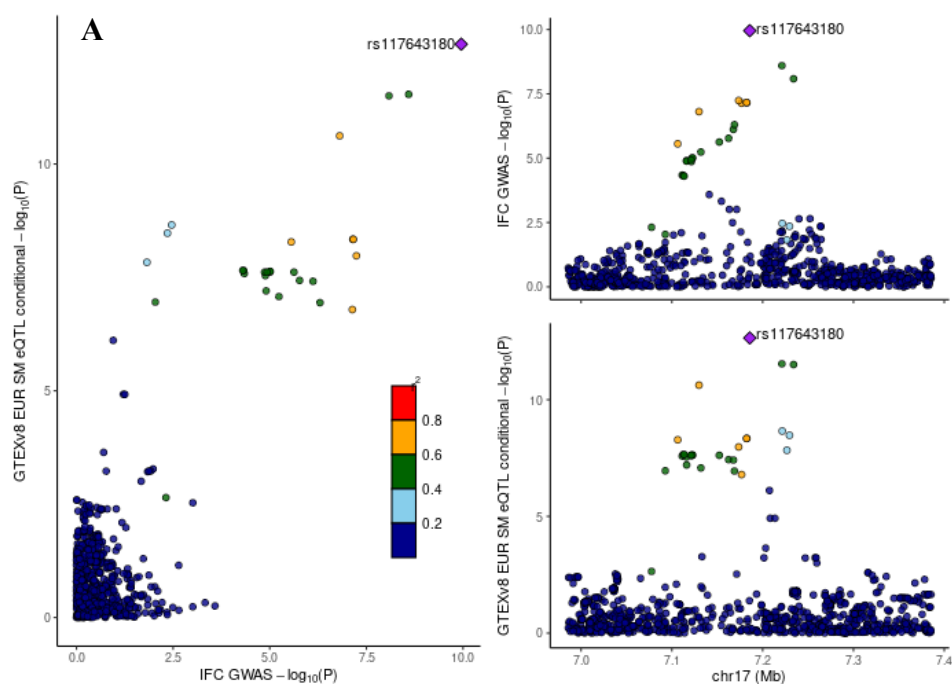 A
rs117643180
GTEXv8 EUR SM eQTL conditional −log10(P)
10
5
0
0.0
2.5
5.0
7.5
10.0
IFC GWAS −log10(P)
r2
0.8
0.6
0.4
0.2
rs117643180
IFC GWAS −log10(P)
10.0
7.5
5.0
2.5
0.0
rs117643180
GTEXv8 EUR SM eQTL conditional −log10(P)
10
5
0
7.0
7.1
7.2
7.3
7.4
chr17 (Mb)